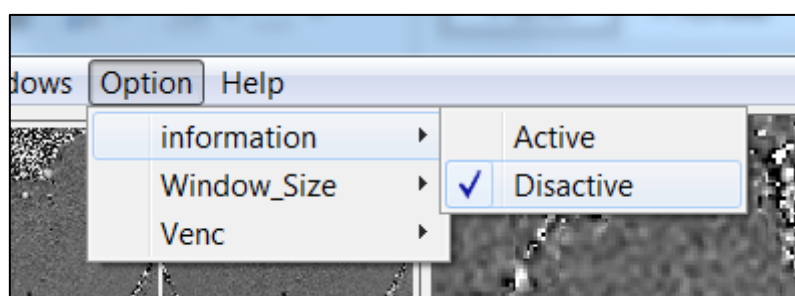 dows Option Help
information Active
Window_Size Disactive
Venc